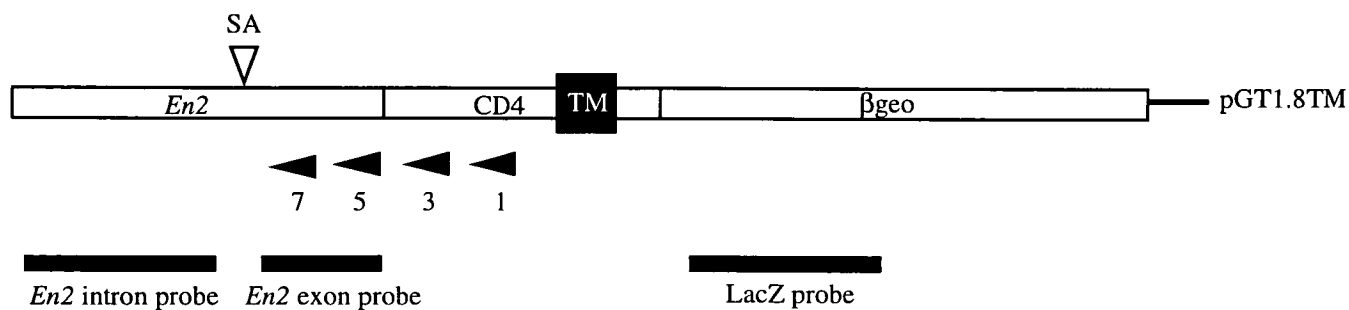 SA
En2 CD4 TM βgeo pGT1.8TM
7 5 3 1
En2 intron probe En2 exon probe LacZ probe